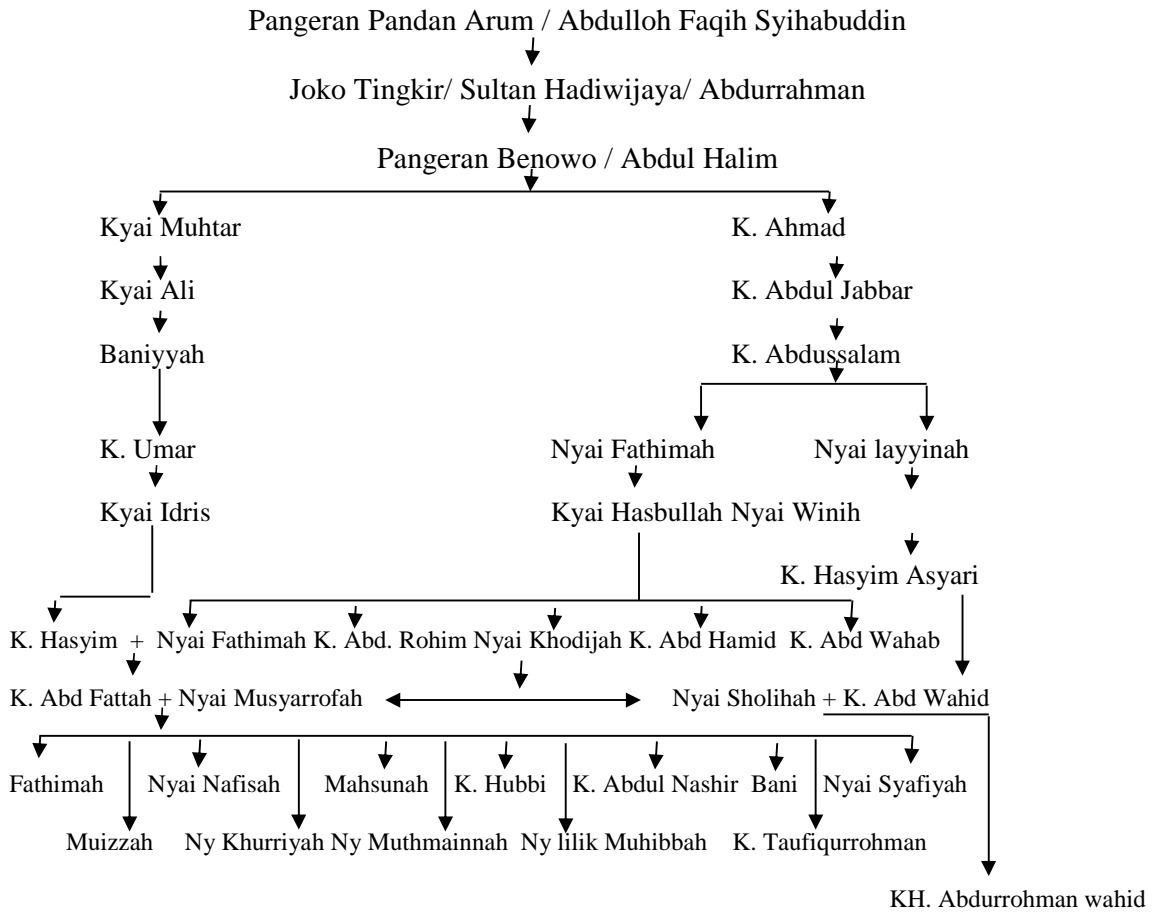 Pangeran Pandan Arum / Abdulloh Faqih Syihabuddin
Joko Tingkir/ Sultan Hadiwijaya/ Abdurrahman
Pangeran Benowo / Abdul Halim
Kyai Muhtar K. Ahmad
Kyai Ali K. Abdul Jabbar
Baniyyah K. Abdussalam
K. Umar Nyai Fathimah Nyai layyinah
Kyai Idris Kyai Hasbullah Nyai Winih
K. Hasyim Asyari
K. Hasyim + Nyai Fathimah K. Abd. Rohim Nyai Khodijah K. Abd Hamid K. Abd Wahab
K. Abd Fattah + Nyai Musyarrofah Nyai Sholihah + K. Abd Wahid
Fathimah Nyai Nafisah Mahsunah K. Hubbi K. Abdul Nashir Bani Nyai Syafiyah
Muizzah Ny Khurriyah Ny Muthmainnah Ny lilik Muhibbah K. Taufiqurrohman
KH. Abdurrohman wahid